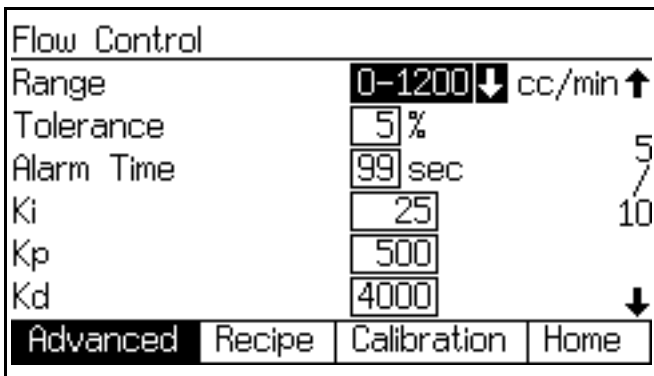 Flow Control
Range 0-1200 cc/min
Tolerance 5 %
Alarm Time 99 sec
5
/
10
Ki 25
Kp 500
Kd 4000
Advanced Recipe Calibration Home